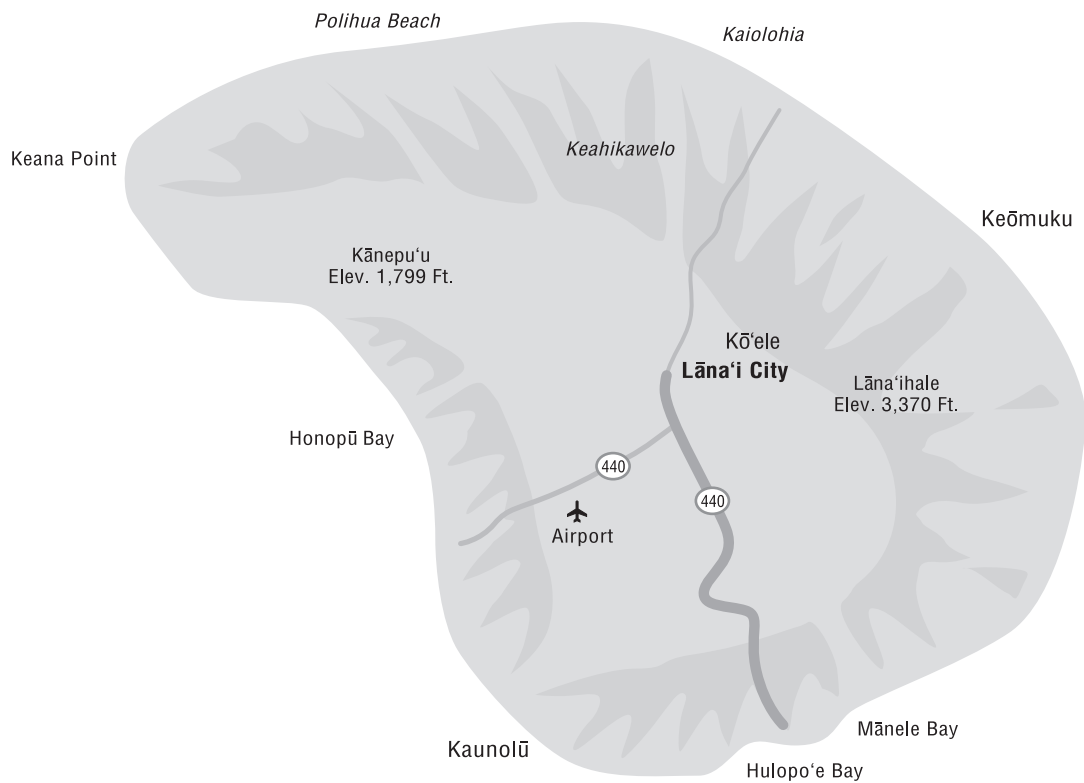 Polihua Beach
Kaiolohia
Keana Point
Keahikawelo
Keōmuku
Kānepu‘u
Elev. 1,799 Ft.
Kō‘ele
Lāna‘i City
Lāna‘ihale
Elev. 3,370 Ft.
Honopū Bay
440
440
Airport
Kaunolū
Mānele Bay
Hulopo‘e Bay